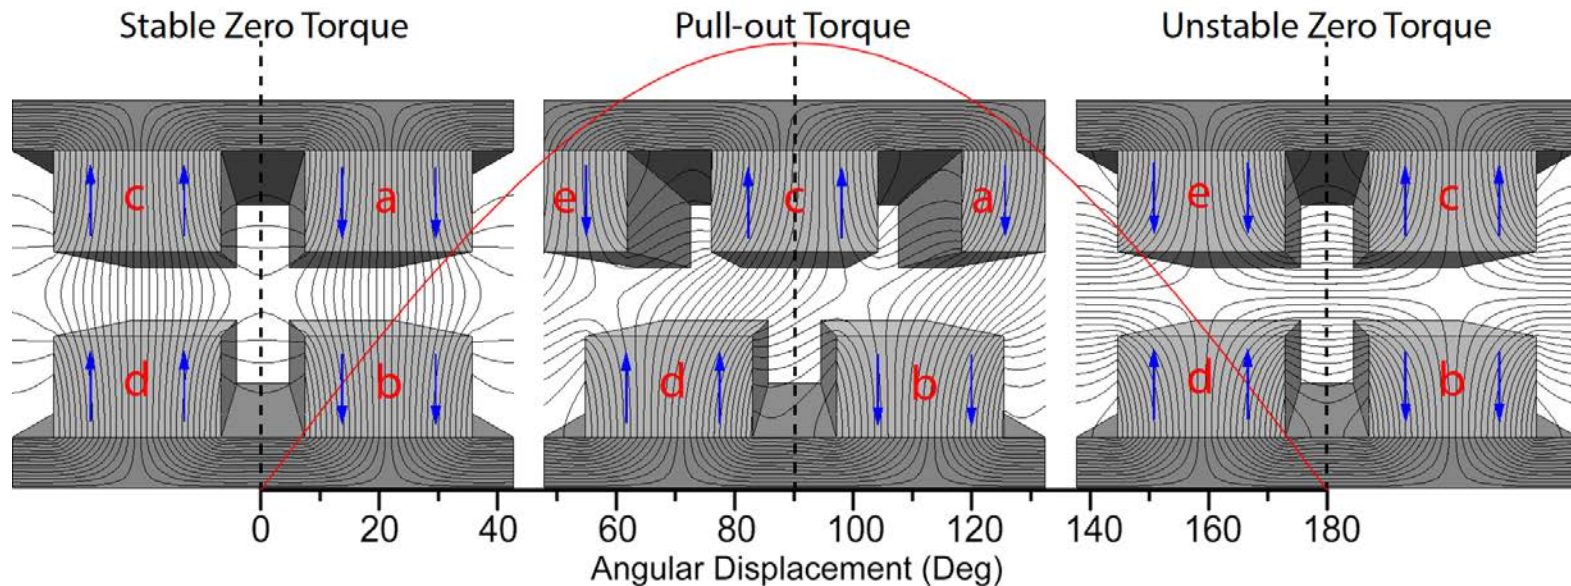 Stable Zero Torque
Pull-out Torque
Unstable Zero Torque
c a
e c a
e c
d b
d b
d b
0 20 40 60 80 100 120 140 160 180
Angular Displacement (Deg)